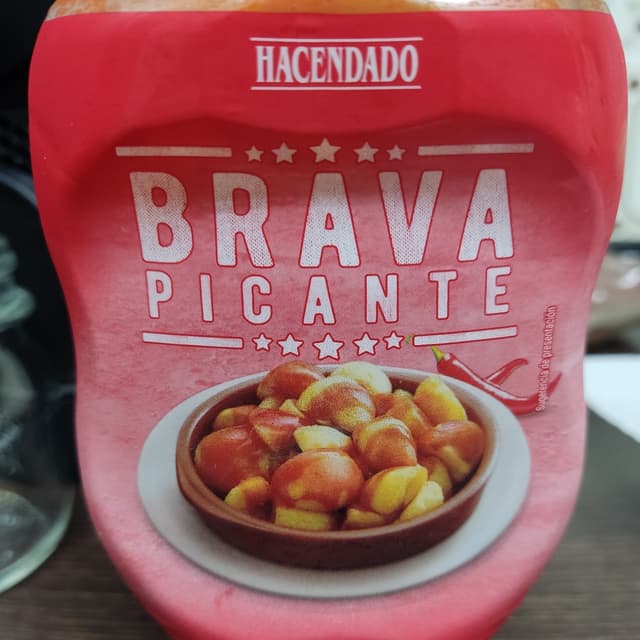 HACENDADO
BRAVA
PICANTE
Sugerencia de presentación